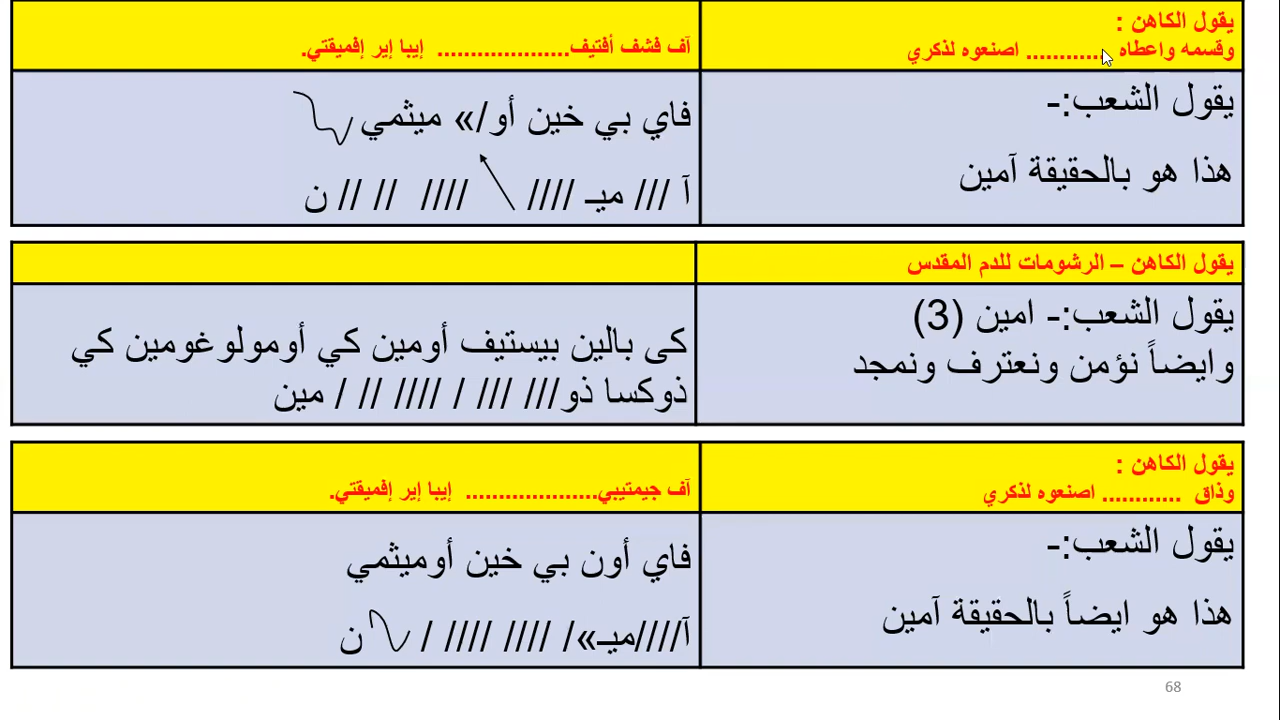 يقول الكاهن :
وقسمه واعطاه ............ اصنعوه لذكري
آف فشف أفتيف.................... إيبا إير إفميقتي.
يقول الشعب:-
هذا هو بالحقيقة آمين
فاي بي خين أو/» ميثمي
آ /// ميـ //// //// // // ن
يقول الكاهن – الرشومات للدم المقدس
يقول الشعب:- امين (3)
وايضاً نؤمن ونعترف ونمجد
كى بالين بيستيف أومين كي أومولوغومين كي
ذوكسا ذو/// /// / //// // / مين
يقول الكاهن :
وذاق ............ اصنعوه لذكري
آف جيمتيبي.................... إيبا إير إفميقتي.
يقول الشعب:-
هذا هو ايضاً بالحقيقة آمين
فاي أون بي خين أوميثمي
آ////ميـ»/ //// //// / ن
68